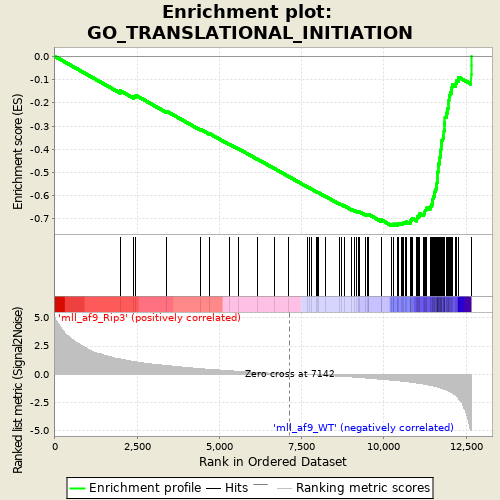 Enrichment plot:
GO_TRANSLATIONAL_INITIATION
Enrichment score (ES)
0.0
-0.1
-0.2
-0.3
-0.4
-0.5
-0.6
-0.7
Ranked list metric (Signal2Noise)
5.0
2.5
0.0
-2.5
-5.0
'mll_af9_Rip3' (positively correlated)
Zero cross at 7142
'mll_af9_WT' (negatively correlated)
0
2,500
5,000
7,500
10,000
12,500
Rank in Ordered Dataset
Enrichment profile
Hits
Ranking metric scores